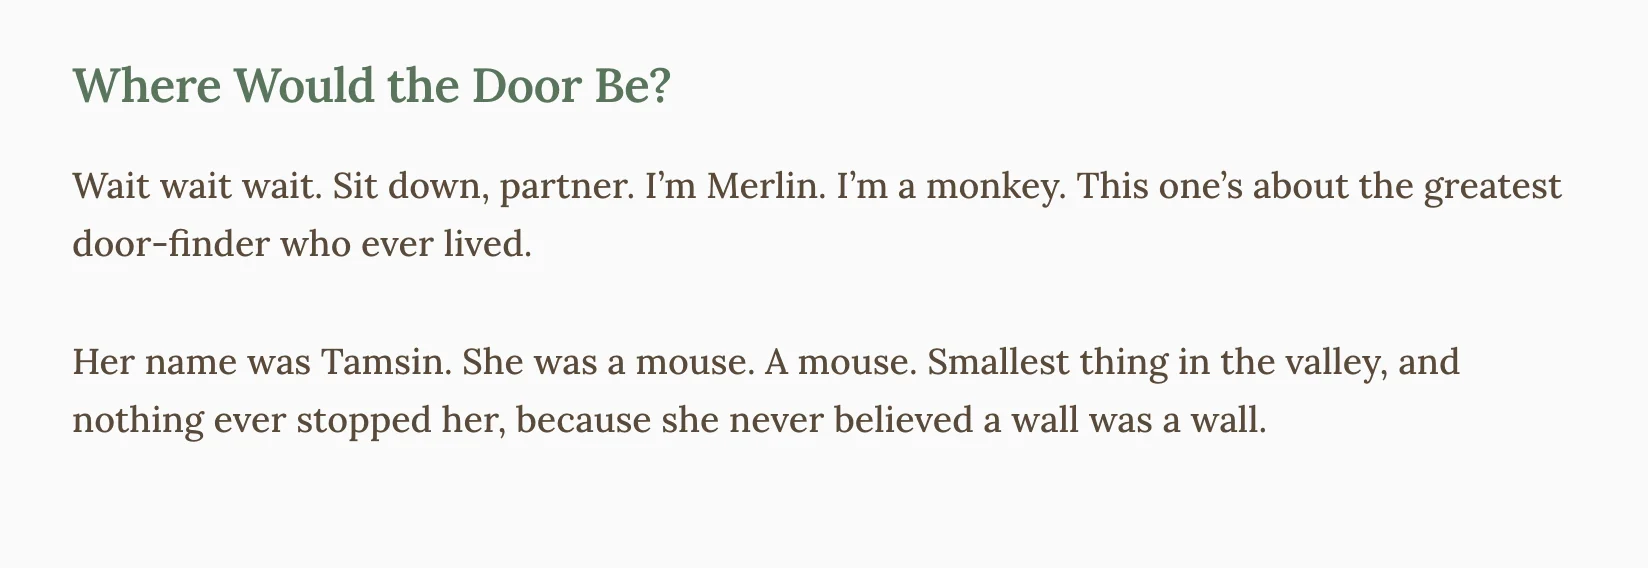 Where Would the Door Be?
Wait wait wait. Sit down, partner. I’m Merlin. I’m a monkey. This one’s about the greatest
door-finder who ever lived.
Her name was Tamsin. She was a mouse. A mouse. Smallest thing in the valley, and
nothing ever stopped her, because she never believed a wall was a wall.